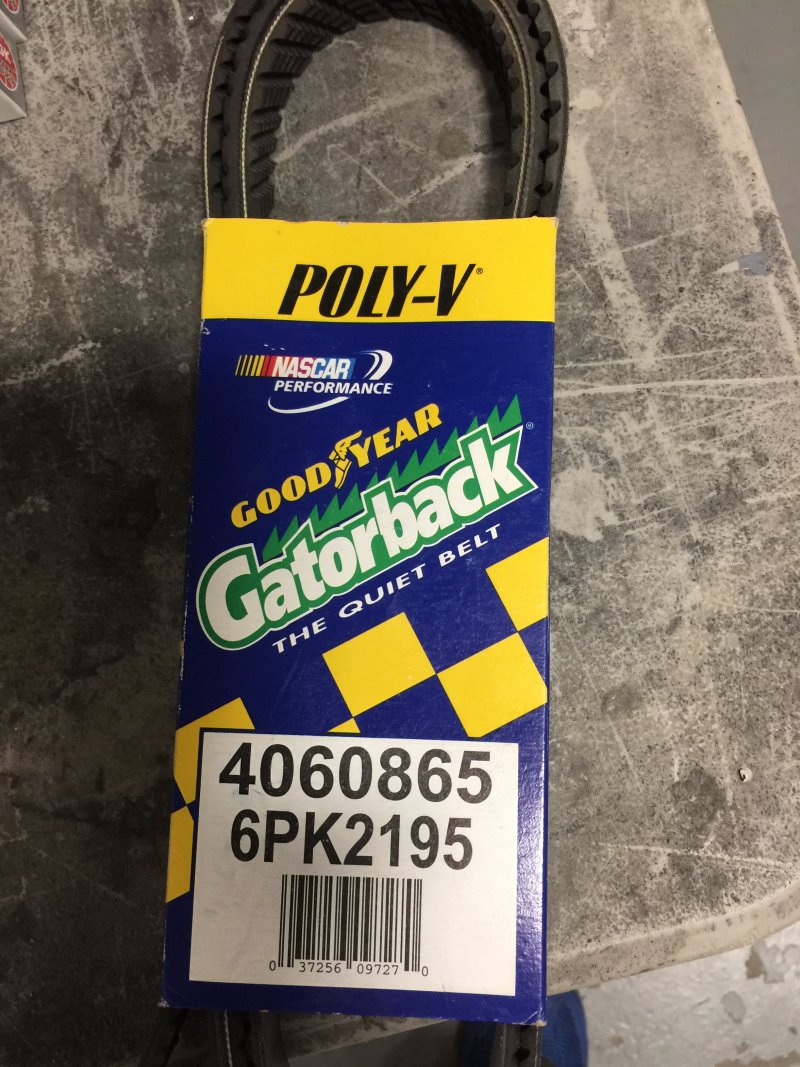 POLY-V®
NASCAR
PERFORMANCE
GOODYEAR
Gatorback®
THE QUIET BELT
4060865
6PK2195
0 37256 09727 0